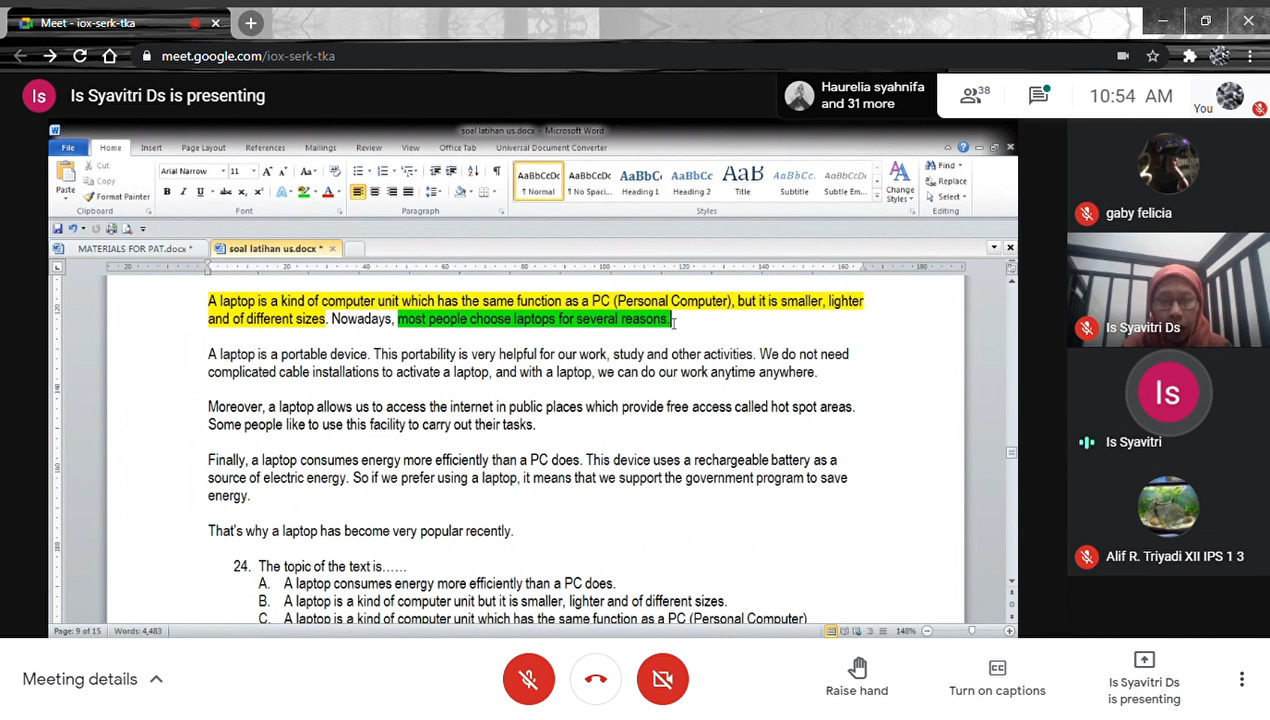 Meet - iox-serk-tka
meet.google.com/iox-serk-tka
Is
Is Syavitri Ds is presenting
Haurelia syahnifa
and 31 more
38
10:54 AM
You
soal latihan us.docx - Microsoft Word
File Home Insert Page Layout References Mailings Review View Office Tab Universal Document Converter
Paste
Cut
Copy
Format Painter
Clipboard
Arial Narrow 11
Font
Paragraph
AaBbCcDc AaBbCcDc AaBbC AaBbCc AaB AaBbCc. AaBbCcDc
¶ Normal ¶ No Spaci... Heading 1 Heading 2 Title Subtitle Subtle Em...
Change
Styles
Styles
Find
Replace
Select
Editing
MATERIALS FOR PAT.docx *
soal latihan us.docx *
A laptop is a kind of computer unit which has the same function as a PC (Personal Computer), but it is smaller, lighter
and of different sizes. Nowadays, most people choose laptops for several reasons.
A laptop is a portable device. This portability is very helpful for our work, study and other activities. We do not need
complicated cable installations to activate a laptop, and with a laptop, we can do our work anytime anywhere.
Moreover, a laptop allows us to access the internet in public places which provide free access called hot spot areas.
Some people like to use this facility to carry out their tasks.
Finally, a laptop consumes energy more efficiently than a PC does. This device uses a rechargeable battery as a
source of electric energy. So if we prefer using a laptop, it means that we support the government program to save
energy.
That's why a laptop has become very popular recently.
24. The topic of the text is……
A. A laptop consumes energy more efficiently than a PC does.
B. A laptop is a kind of computer unit but it is smaller, lighter and of different sizes.
C. A laptop is a kind of computer unit which has the same function as a PC (Personal Computer)
Page: 9 of 15 Words: 4,483
148%
gaby felicia
Is Syavitri Ds
Is
Is Syavitri
Alif R. Triyadi XII IPS 1 3
Meeting details
Raise hand
Turn on captions
Is Syavitri Ds
is presenting